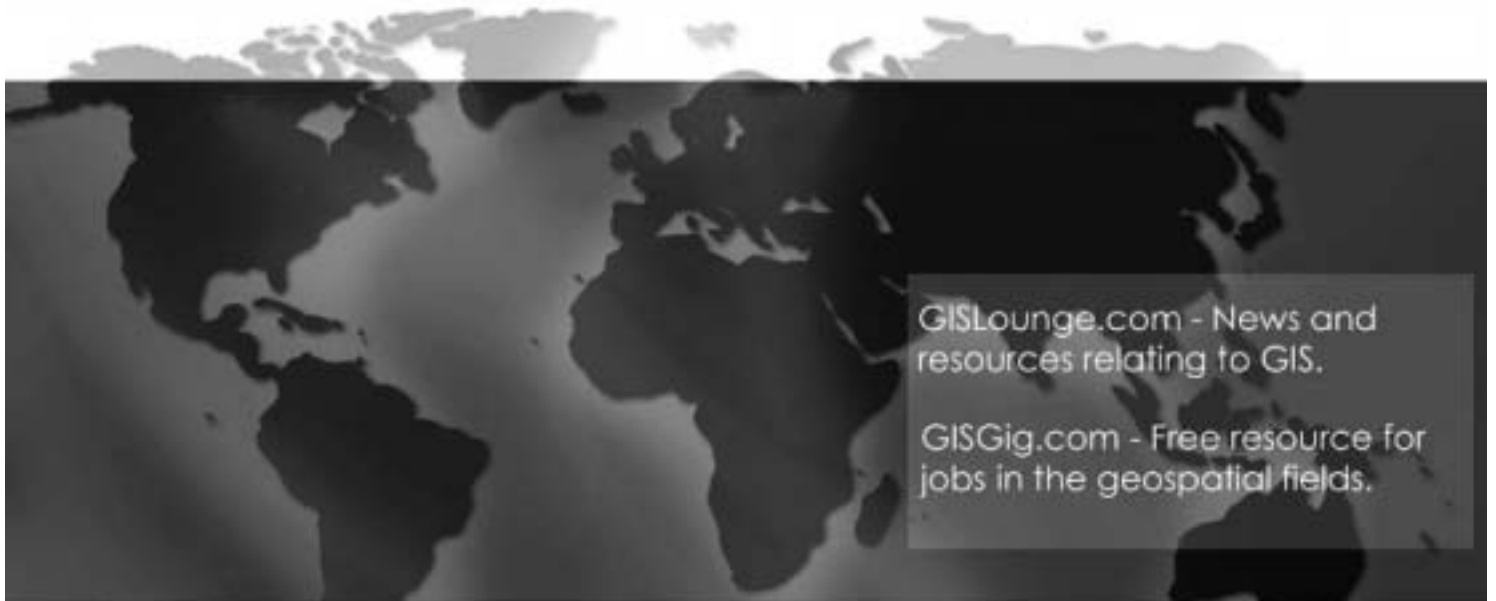 GISLounge.com - News and
resources relating to GIS.
GISGig.com - Free resource for
jobs in the geospatial fields.